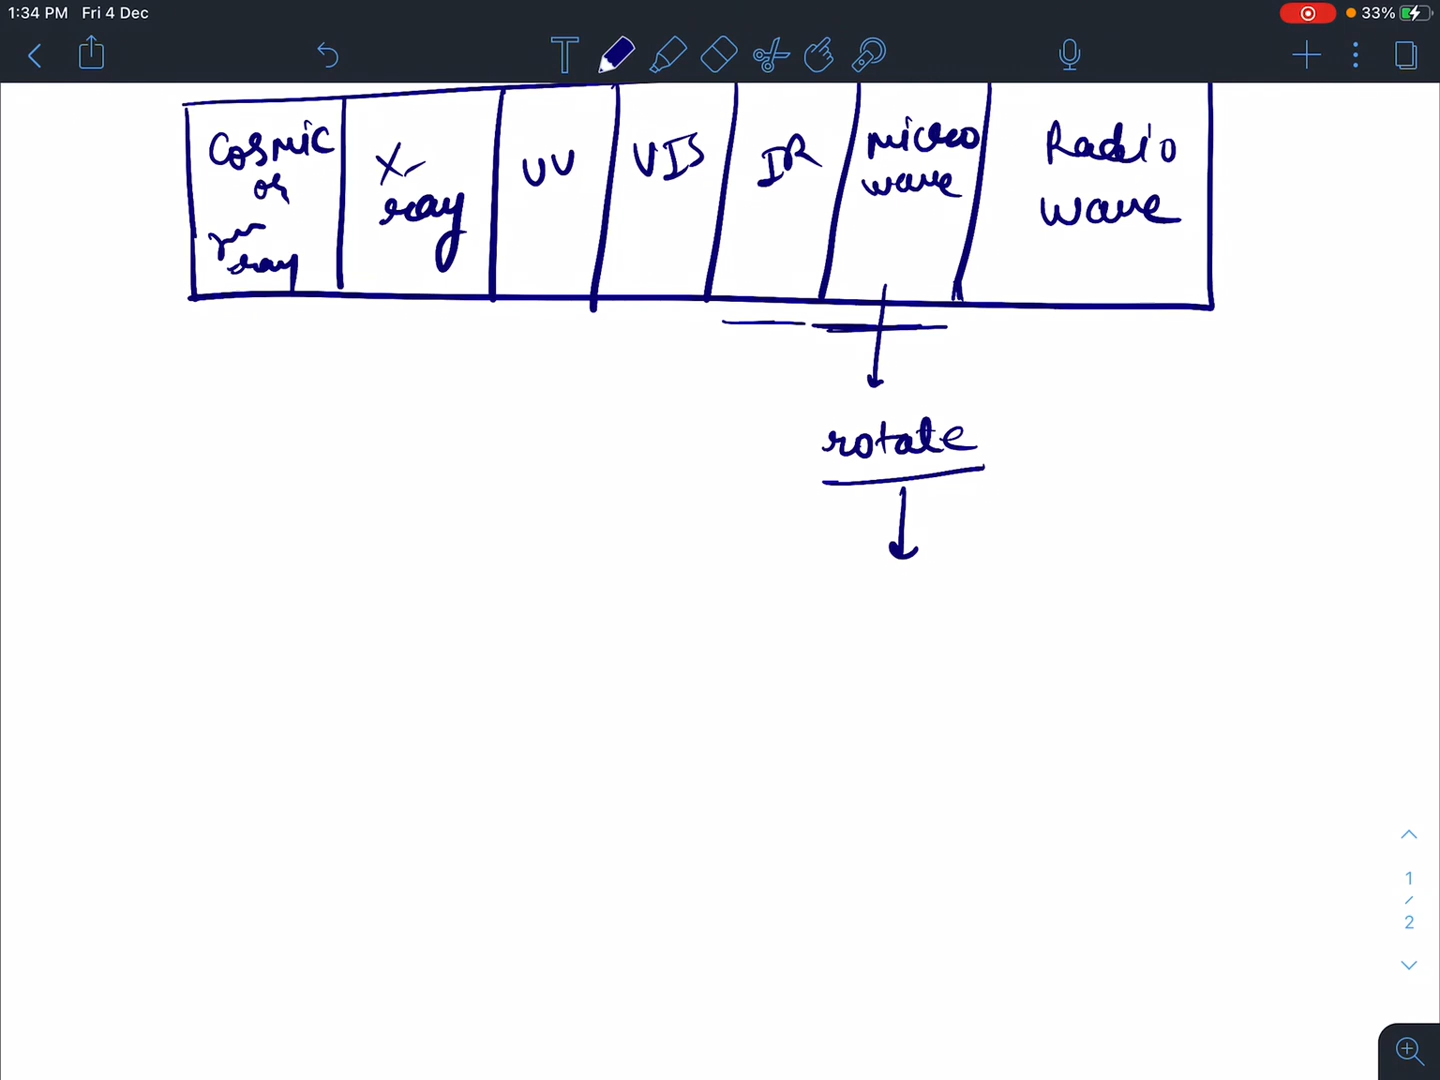 1:34 PM Fri 4 Dec
33%
T
Cosmic
or
ray
X-
ray
UV
VIS
IR
micro
wave
Radio
wave
rotate
1
/
2